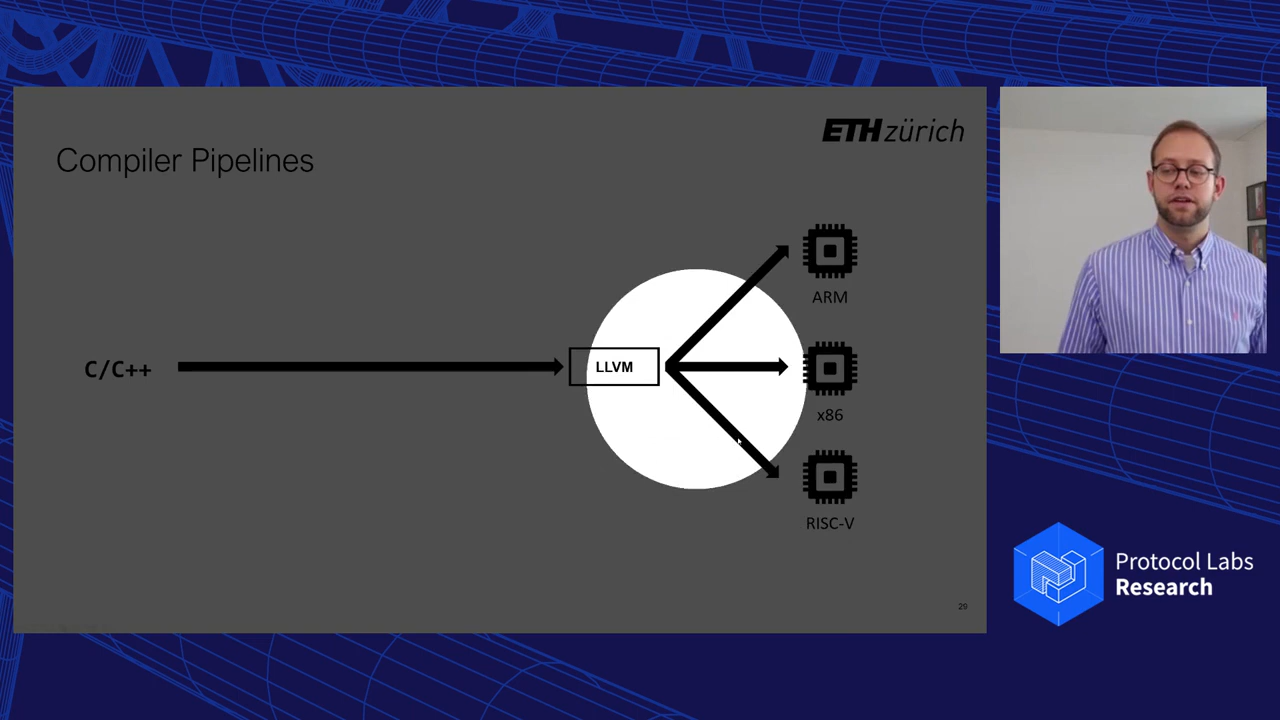 ETH zürich
Compiler Pipelines
ARM
C/C++
LLVM
x86
RISC-V
29
Protocol Labs
Research